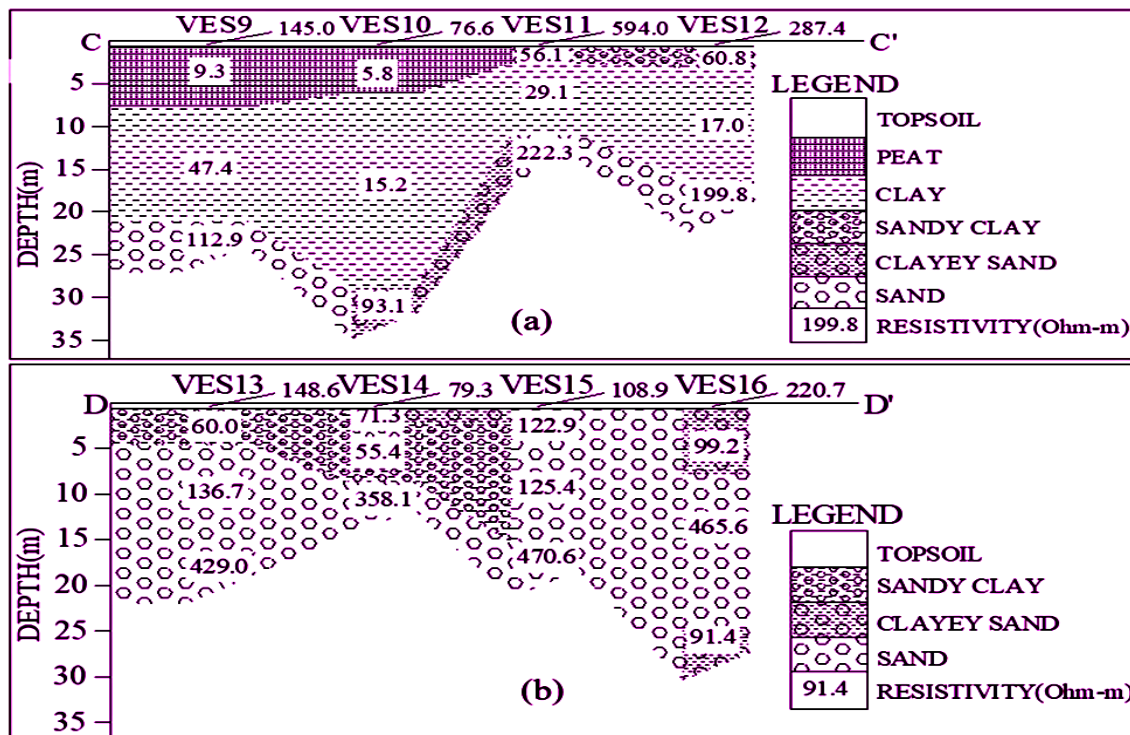 VES9 145.0 VES10 76.6 VES11 594.0 VES12 287.4
C C'
56.1 60.8
9.3 5.8
LEGEND
5
29.1
TOPSOIL
10
17.0
PEAT
222.3
15
47.4
15.2
CLAY
199.8
20
SANDY CLAY
112.9
25
CLAYEY SAND
30
93.1
SAND
(a)
199.8 RESISTIVITY(Ohm-m)
35
DEPTH(m)
VES13 148.6 VES14 79.3 VES15 108.9 VES16 220.7
D D'
71.3
60.0 122.9
99.2
5
55.4
136.7 125.4
10
358.1
465.6
LEGEND
15
TOPSOIL
429.0 470.6
20
SANDY CLAY
25
CLAYEY SAND
91.4
30
SAND
(b)
91.4 RESISTIVITY(Ohm-m)
35
DEPTH(m)